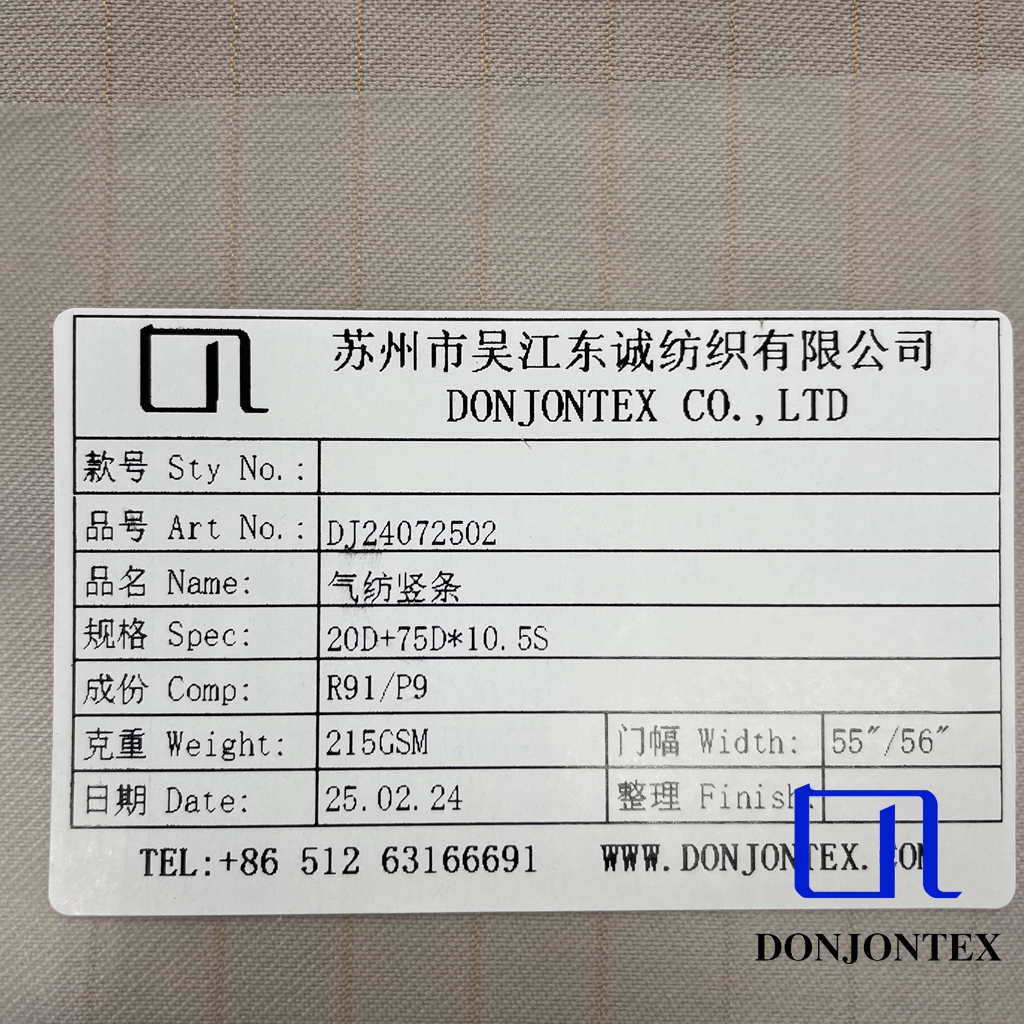 苏州市吴江东诚纺织有限公司
DONJONTEX CO.,LTD
款号 Sty No.:
品号 Art No.: DJ24072502
品名 Name: 气纺竖条
规格 Spec: 20D+75D*10.5S
成份 Comp: R91/P9
克重 Weight: 215GSM 门幅 Width: 55″/56″
日期 Date: 25.02.24 整理 Finish:
TEL:+86 512 63166691 WWW.DONJONTEX.COM
DONJONTEX